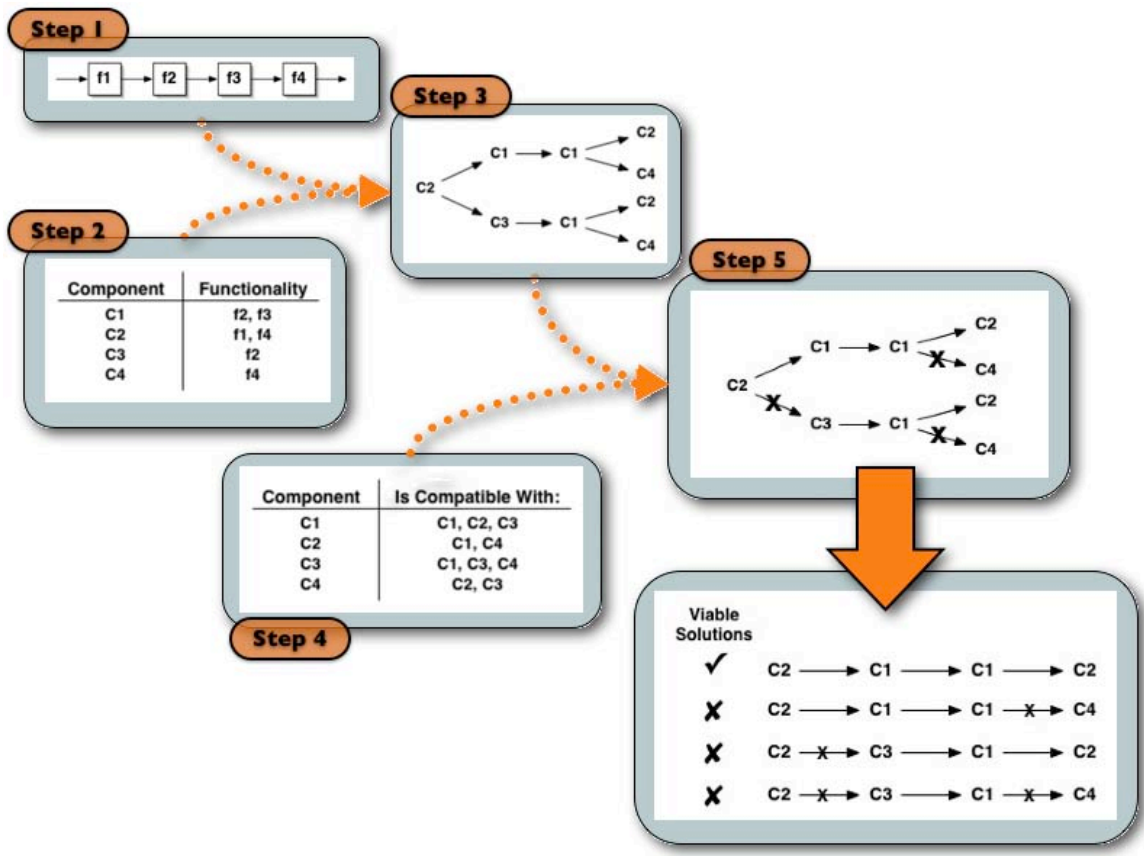 Step 1
f1 f2 f3 f4
Step 2
Component Functionality
C1 f2, f3
C2 f1, f4
C3 f2
C4 f4
Step 3
C2
C1 C1
C4
C2
C2
C3 C1
C4
Step 4
Component Is Compatible With:
C1 C1, C2, C3
C2 C1, C4
C3 C1, C3, C4
C4 C2, C3
Step 5
C2
C1 C1
X
C4
C2
X
C2
C3 C1
X
C4
Viable
Solutions
✓ C2 C1 C1 C2
✗ C2 C1 C1 X C4
✗ C2 X C3 C1 C2
✗ C2 X C3 C1 X C4